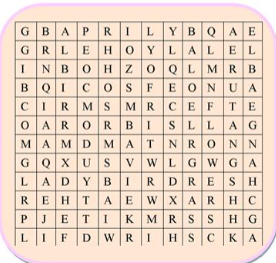 G B A P R I L Y B Q A E
G R L E H O Y L A L E L
I N B O H Z O Q L M R B
B Q I C O S F E O N U A
C I R M S M R C E F T E
O A R O R B I S L L A G
M A M D M A T N R O N N
G Q X U S V W L G W G A
L A D Y B I R D R E S H
R E H T A E W X A R H C
P J E T I K M R S S H G
L I F D W R I H S C K A